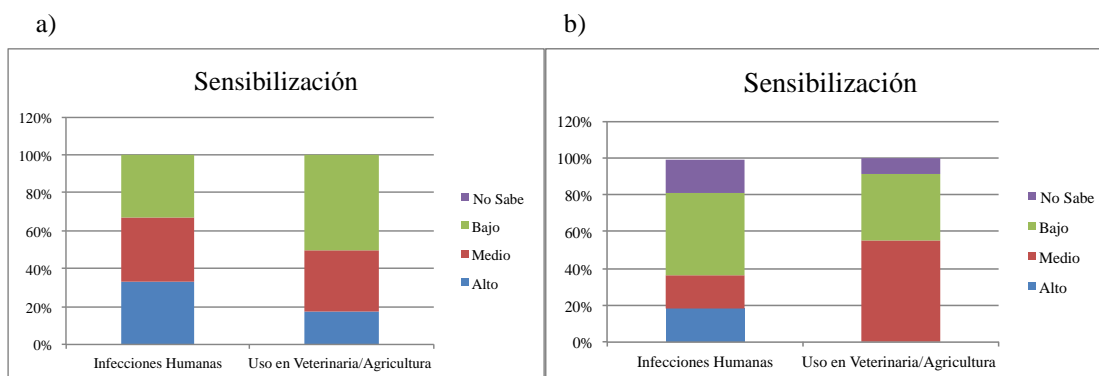 a)
b)
Sensibilización
120%
100%
80%
60%
40%
20%
0%
Infecciones Humanas
Uso en Veterinaria/Agricultura
No Sabe
Bajo
Medio
Alto
Sensibilización
120%
100%
80%
60%
40%
20%
0%
Infecciones Humanas
Uso en Veterinaria/Agricultura
No Sabe
Bajo
Medio
Alto